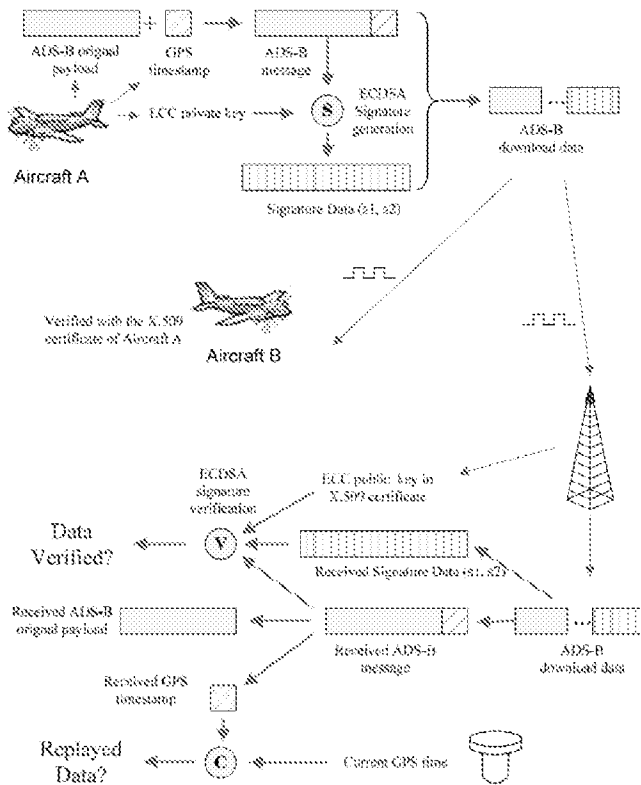 ADS-B orignal
payload
+
GPS
timestamp
ADS-B
message
ECC private key
S
ECDSA
Signature
generation
Aircraft A
Signature Data (s1, s2)
...
ADS-B
download data
Verified with the X.509
certificate of Aircraft A
Aircraft B
ECDSA
signature
verification
ECC public key in
X.509 certificate
Data
Verified?
V
Received Signature Data (s1, s2)
Received ADS-B
orignal payload
Received ADS-B
message
...
ADS-B
download data
Received GPS
timestamp
Replayed
Data?
C
Current GPS time